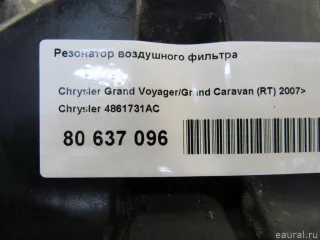 Резонатор воздушного фильтра
Chrysler Grand Voyager/Grand Caravan (RT) 2007>
Chrysler 4861731AC
80 637 096
eaural.ru